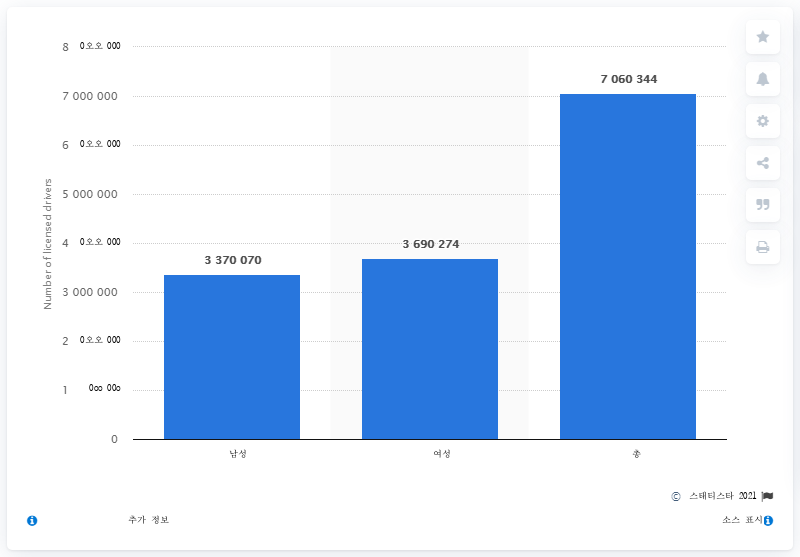 8 0오오 000
7 060 344
7 000 000
6 0오오 000
5 000 000
4 0오오 000
3 690 274
3 370 070
3 000 000
2 0오오 000
1 0∞ 00o
0
Number of licensed drivers
남성 여성 총
© 스태티스타 2021
추가 정보 소스 표시